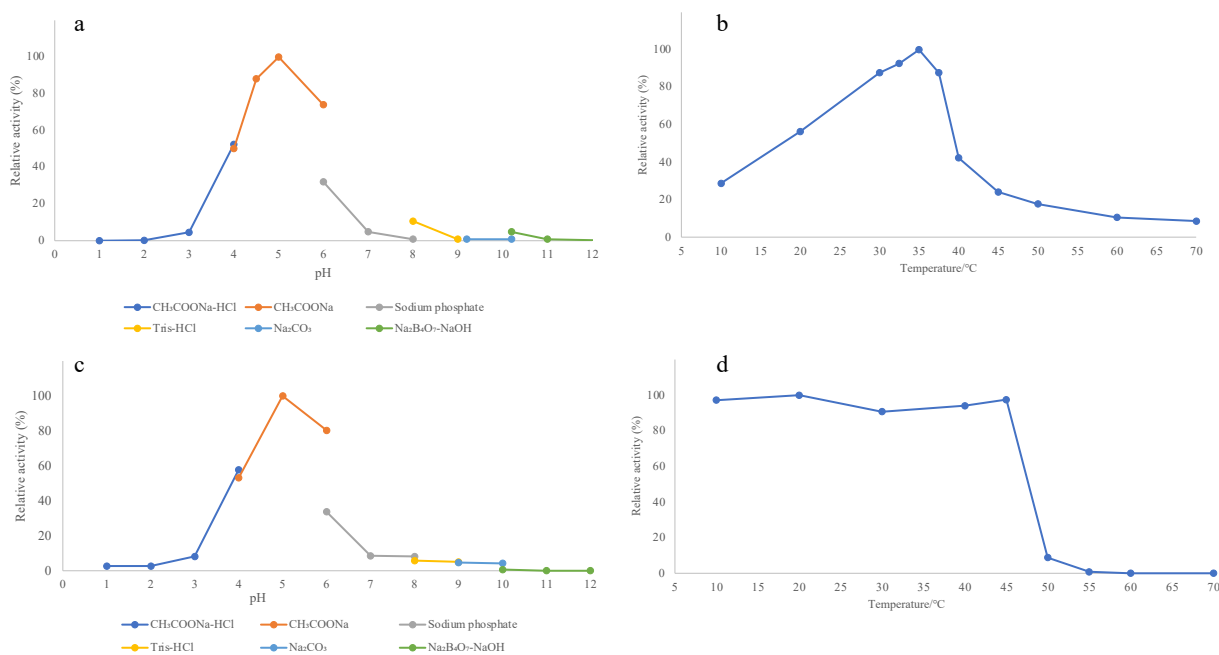 a
Relative activity (%)
100
80
60
40
20
0
0 1 2 3 4 5 6 7 8 9 10 11 12
pH
CH₃COONa-HCl CH₃COONa Sodium phosphate
Tris-HCl Na₂CO₃ Na₂B₄O₇-NaOH
b
Relative activity (%)
120
100
80
60
40
20
0
5 10 15 20 25 30 35 40 45 50 55 60 65 70
Temperature/℃
c
Relative activity (%)
100
80
60
40
20
0
0 1 2 3 4 5 6 7 8 9 10 11 12
pH
CH₃COONa-HCl CH₃COONa Sodium phosphate
Tris-HCl Na₂CO₃ Na₂B₄O₇-NaOH
d
Relative activity (%)
120
100
80
60
40
20
0
5 10 15 20 25 30 35 40 45 50 55 60 65 70
Temperature/℃